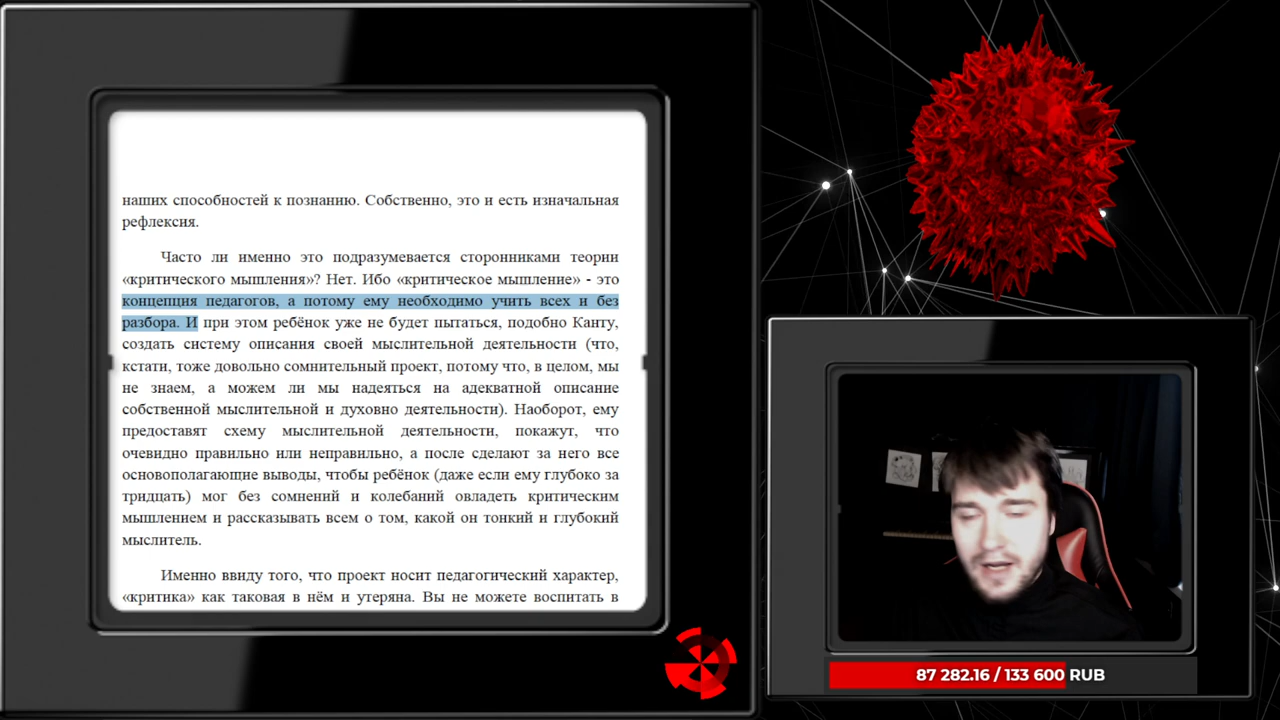 наших способностей к познанию. Собственно, это и есть изначальная
рефлексия.
Часто ли именно это подразумевается сторонниками теории
«критического мышления»? Нет. Ибо «критическое мышление» - это
концепция педагогов, а потому ему необходимо учить всех и без
разбора. И при этом ребёнок уже не будет пытаться, подобно Канту,
создать систему описания своей мыслительной деятельности (что,
кстати, тоже довольно сомнительный проект, потому что, в целом, мы
не знаем, а можем ли мы надеяться на адекватной описание
собственной мыслительной и духовно деятельности). Наоборот, ему
предоставят схему мыслительной деятельности, покажут, что
очевидно правильно или неправильно, а после сделают за него все
основополагающие выводы, чтобы ребёнок (даже если ему глубоко за
тридцать) мог без сомнений и колебаний овладеть критическим
мышлением и рассказывать всем о том, какой он тонкий и глубокий
мыслитель.
Именно ввиду того, что проект носит педагогический характер,
«критика» как таковая в нём и утеряна. Вы не можете воспитать в
87 282.16 / 133 600 RUB